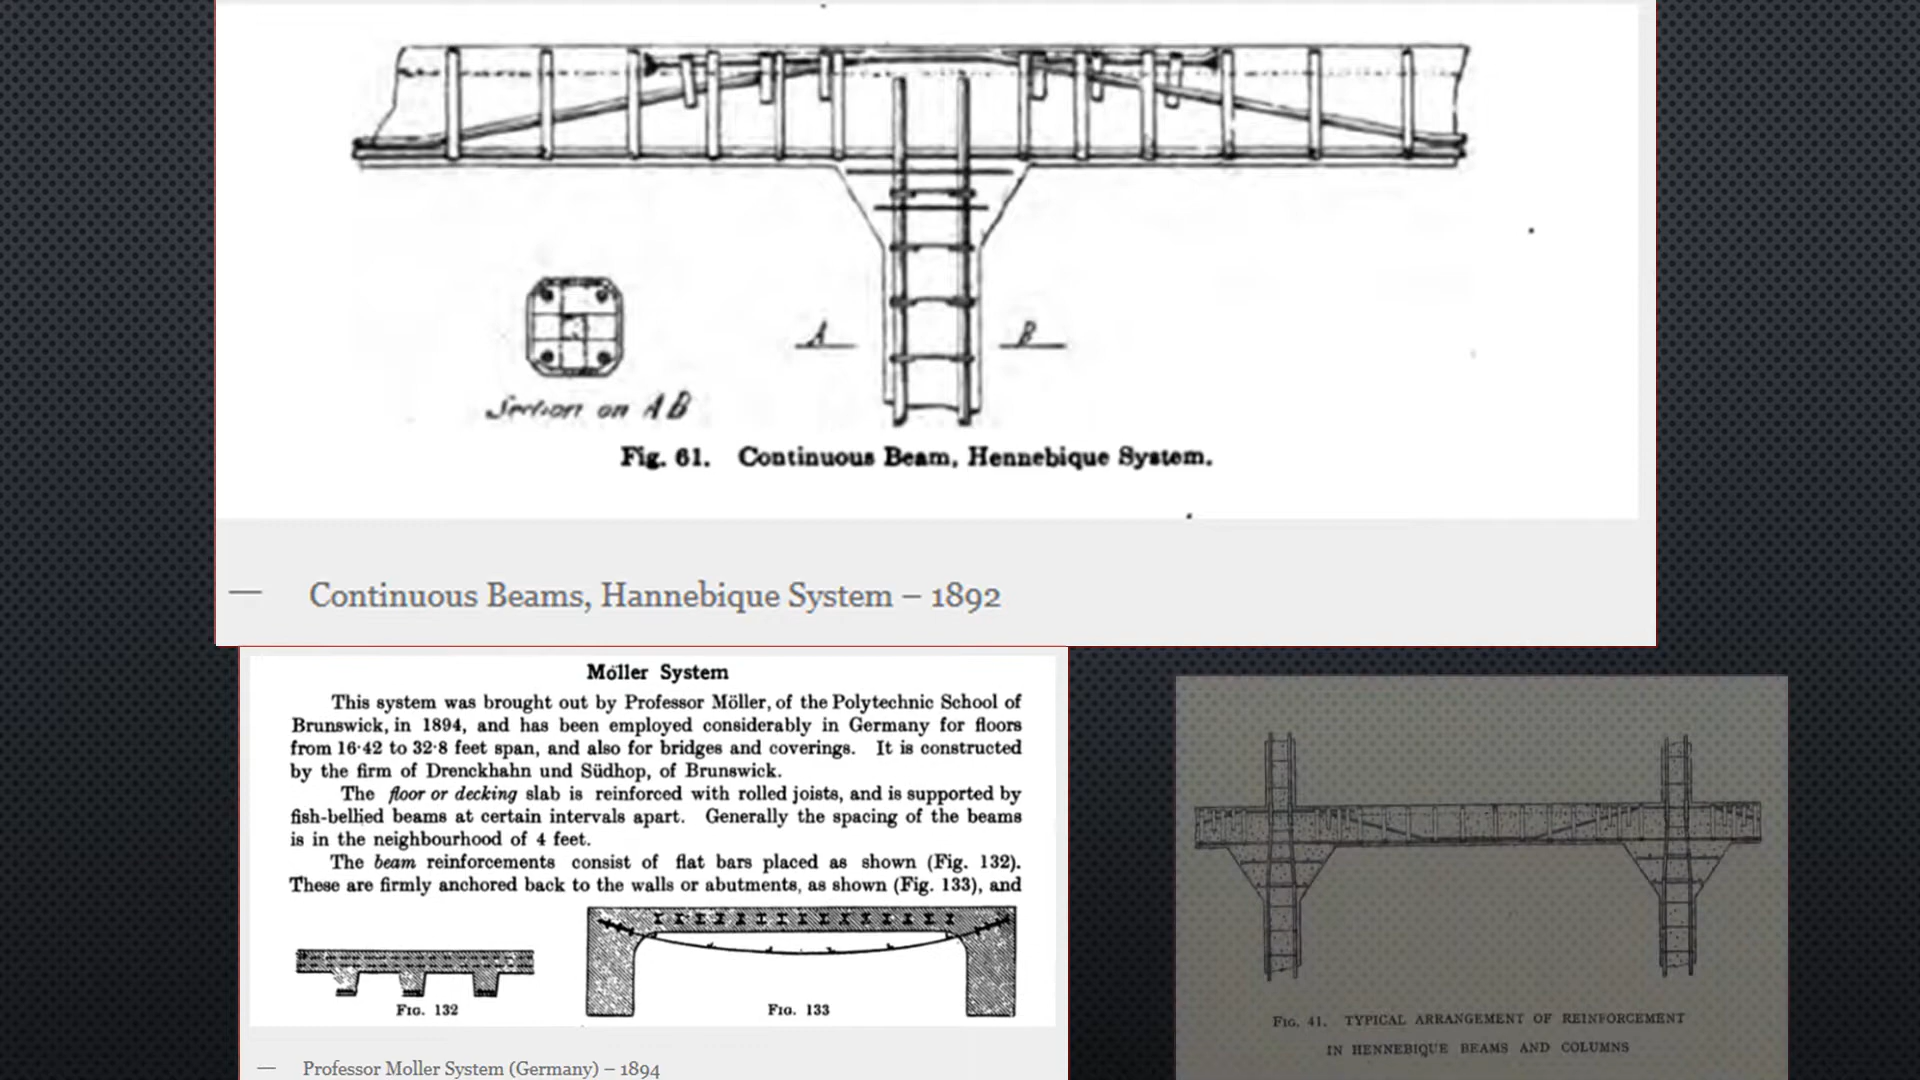 A B
Section on AB
Fig. 61. Continuous Beam, Hennebique System.
— Continuous Beams, Hannebique System – 1892
Möller System
This system was brought out by Professor Möller, of the Polytechnic School of
Brunswick, in 1894, and has been employed considerably in Germany for floors
from 16·42 to 32·8 feet span, and also for bridges and coverings. It is constructed
by the firm of Drenckhahn und Südhop, of Brunswick.
The floor or decking slab is reinforced with rolled joists, and is supported by
fish-bellied beams at certain intervals apart. Generally the spacing of the beams
is in the neighbourhood of 4 feet.
The beam reinforcements consist of flat bars placed as shown (Fig. 132).
These are firmly anchored back to the walls or abutments, as shown (Fig. 133), and
FIG. 132
FIG. 133
— Professor Moller System (Germany) – 1894
FIG. 41. TYPICAL ARRANGEMENT OF REINFORCEMENT
IN HENNEBIQUE BEAMS AND COLUMNS